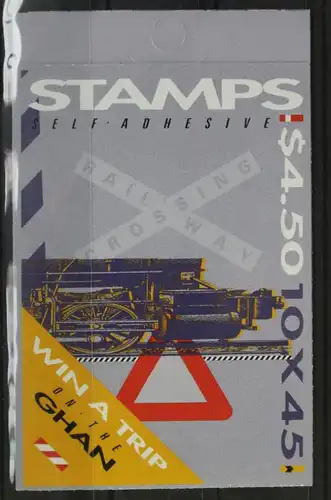 STAMPS
SELF-ADHESIVE
$4.50 10 X 45
RAILWAY
CROSSING
WIN A TRIP
ON·THE
GHAN